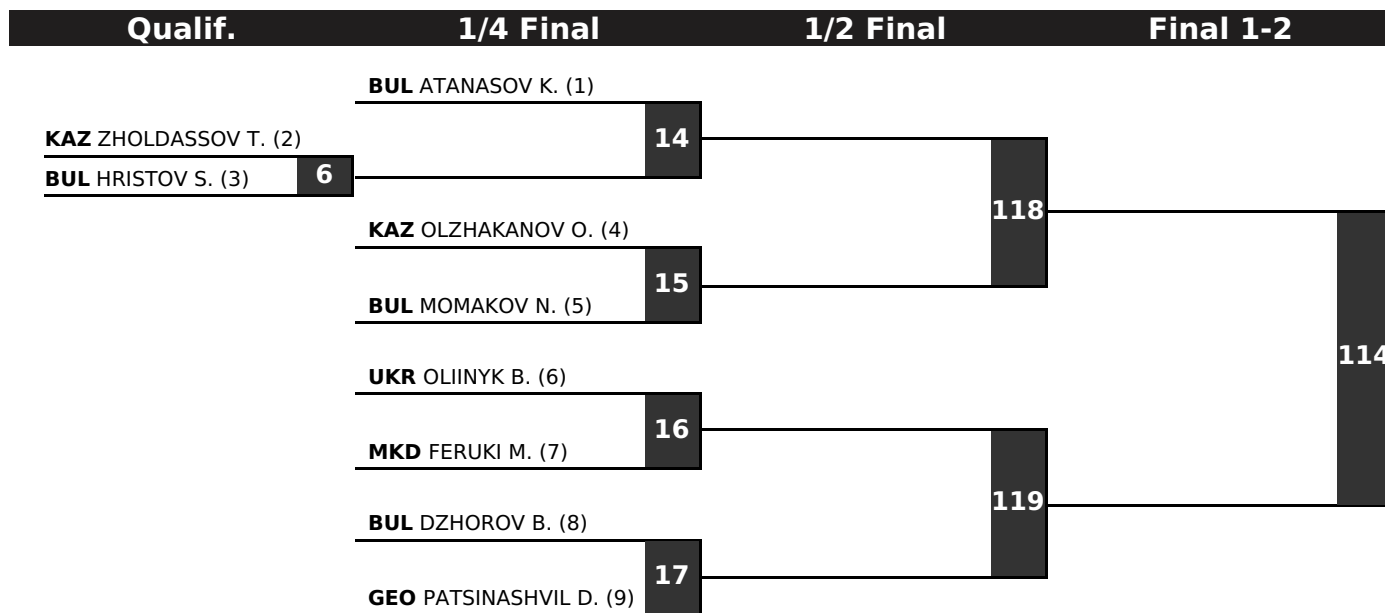 Qualif. 1/4 Final 1/2 Final Final 1-2
BUL ATANASOV K. (1)
KAZ ZHOLDASSOV T. (2)
14
BUL HRISTOV S. (3)
6
118
KAZ OLZHAKANOV O. (4)
15
BUL MOMAKOV N. (5)
114
UKR OLIINYK B. (6)
16
MKD FERUKI M. (7)
119
BUL DZHOROV B. (8)
17
GEO PATSINASHVIL D. (9)